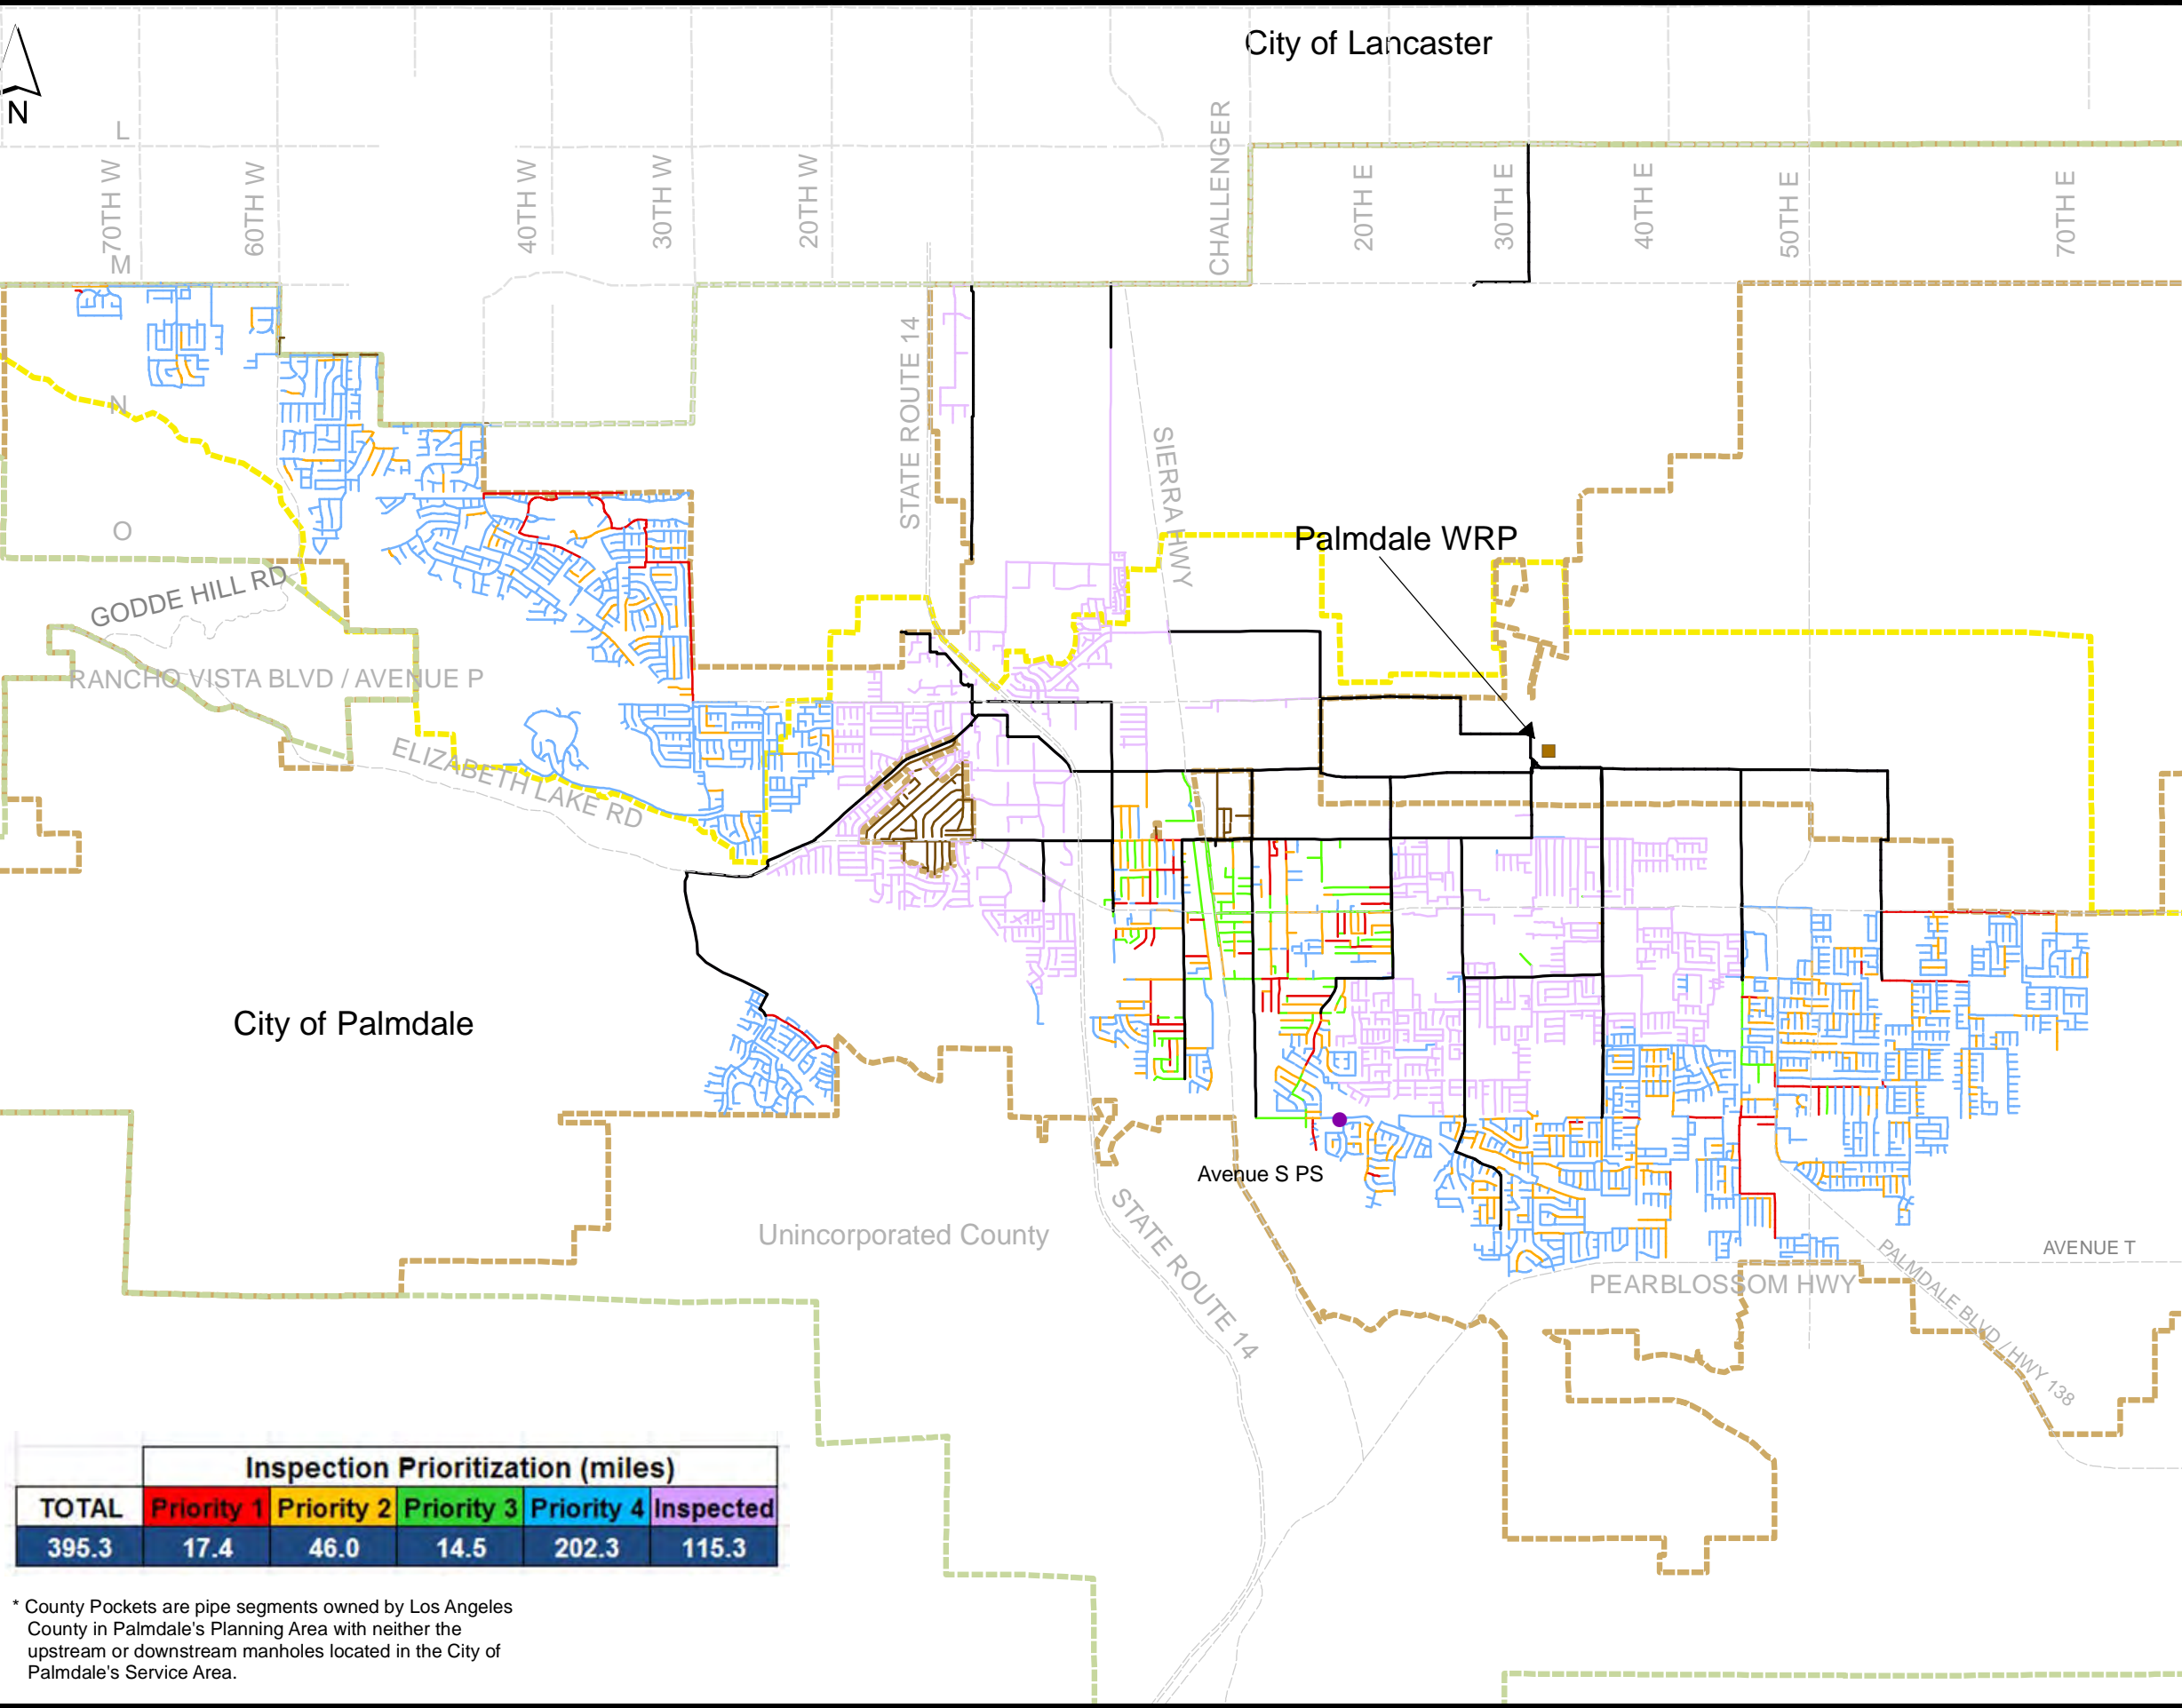 City of Lancaster
N
L
70TH W
60TH W
40TH W
30TH W
20TH W
CHALLENGER
20TH E
30TH E
40TH E
50TH E
70TH E
M
STATE ROUTE 14
N
SIERRA HWY
O
Palmdale WRP
GODDE HILL RD
RANCHO VISTA BLVD / AVENUE P
ELIZABETH LAKE RD
City of Palmdale
Avenue S PS
Unincorporated County
STATE ROUTE 14
AVENUE T
PEARBLOSSOM HWY
PALMDALE BLVD / HWY 138
Inspection Prioritization (miles)
TOTAL Priority 1 Priority 2 Priority 3 Priority 4 Inspected
395.3 17.4 46.0 14.5 202.3 115.3
* County Pockets are pipe segments owned by Los Angeles
County in Palmdale's Planning Area with neither the
upstream or downstream manholes located in the City of
Palmdale's Service Area.